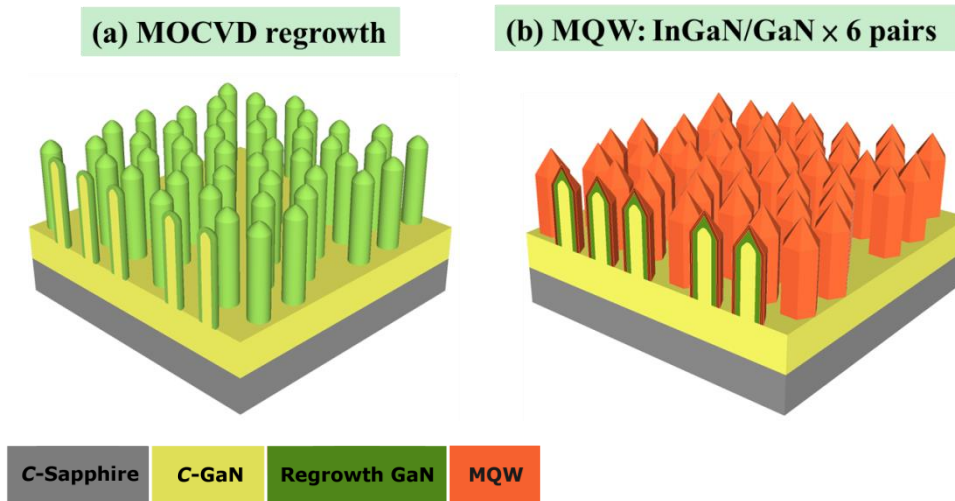 (a) MOCVD regrowth
(b) MQW: InGaN/GaN × 6 pairs
C-Sapphire
C-GaN
Regrowth GaN
MQW